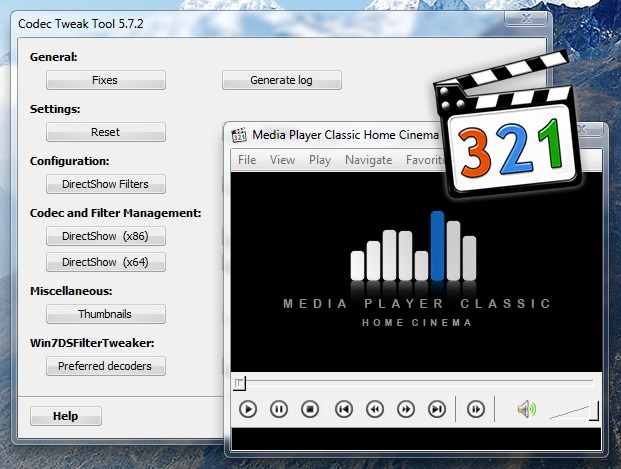 Codec Tweak Tool 5.7.2
General:
Fixes
Generate log
Settings:
Reset
Configuration:
DirectShow Filters
Codec and Filter Management:
DirectShow (x86)
DirectShow (x64)
Miscellaneous:
Thumbnails
Win7DSFilterTweaker:
Preferred decoders
Help
321
Media Player Classic Home Cinema
File View Play Navigate Favorit
MEDIA PLAYER CLASSIC
HOME CINEMA